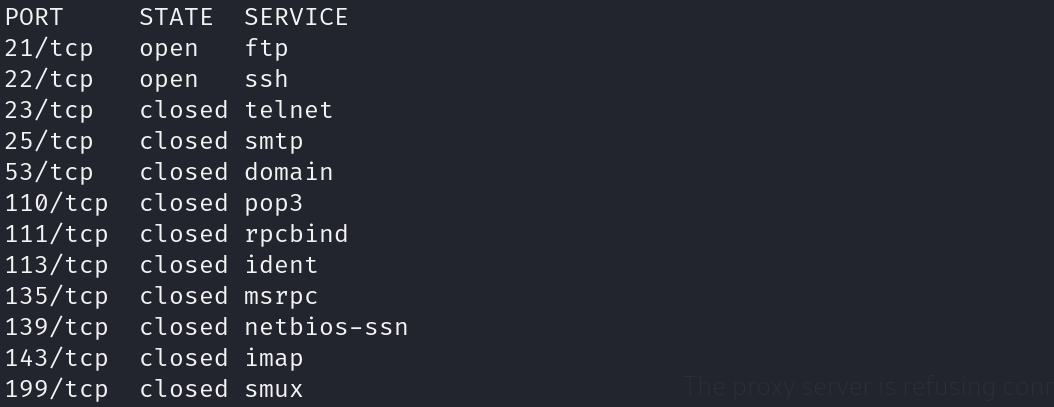 PORT STATE SERVICE
21/tcp open ftp
22/tcp open ssh
23/tcp closed telnet
25/tcp closed smtp
53/tcp closed domain
110/tcp closed pop3
111/tcp closed rpcbind
113/tcp closed ident
135/tcp closed msrpc
139/tcp closed netbios-ssn
143/tcp closed imap
199/tcp closed smux
The proxy server is refusing